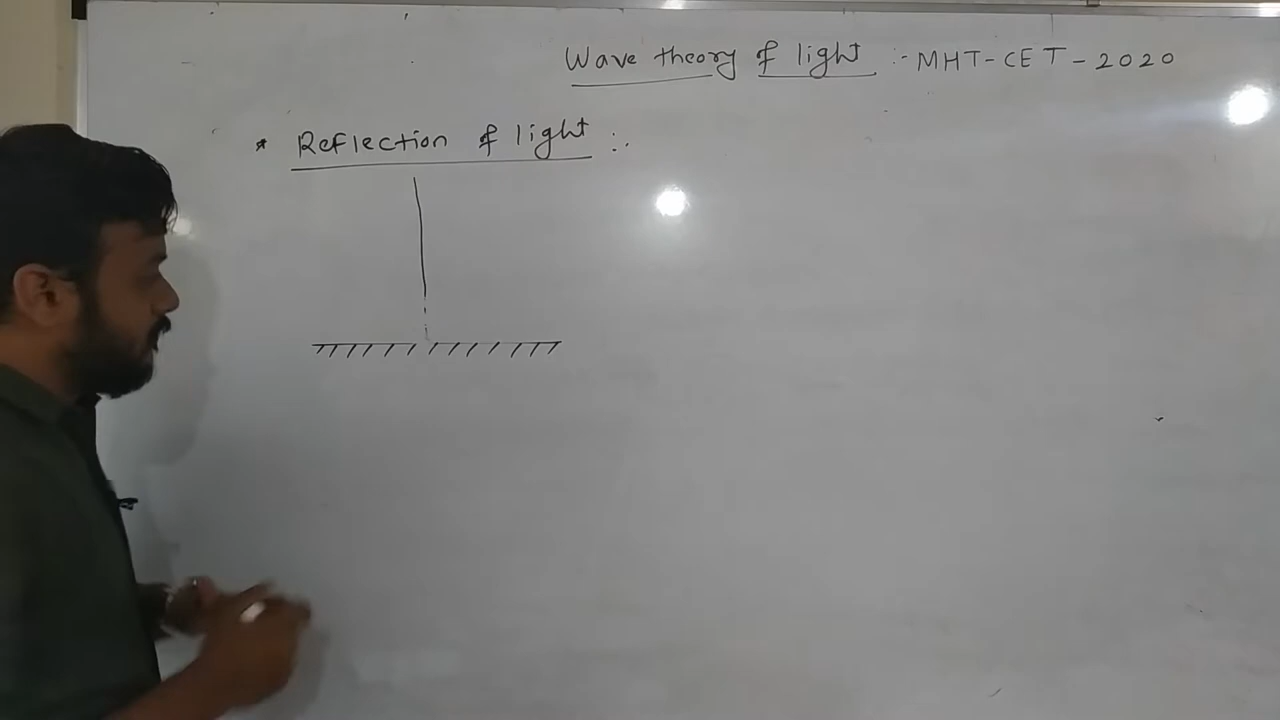 Wave theory of light :- MHT-CET-2020
* Reflection of light :.